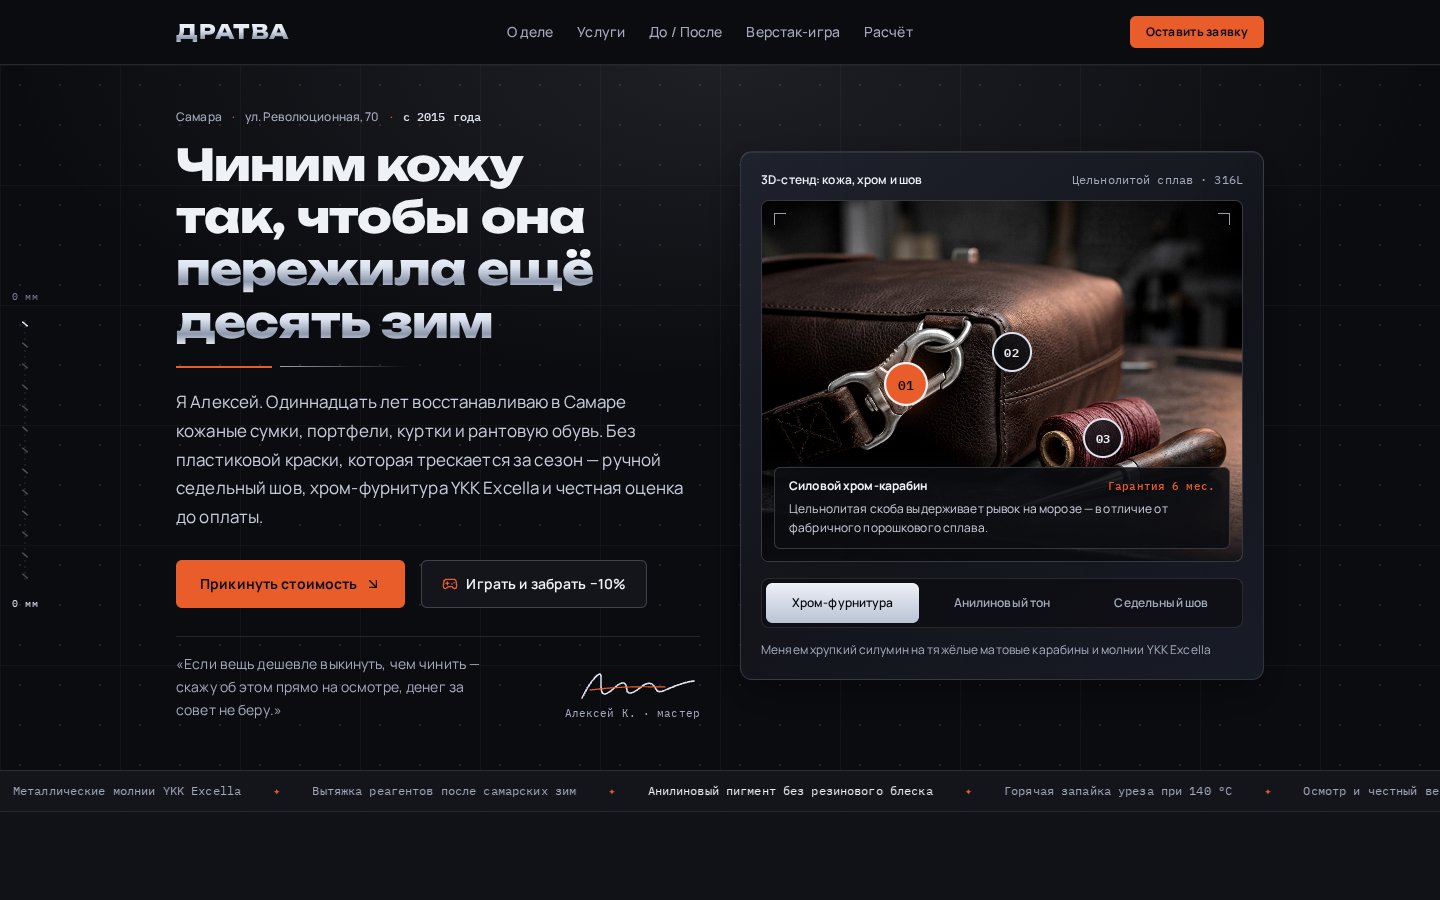 ДРАТВА
О деле
Услуги
До / После
Верстак-игра
Расчёт
Оставить заявку
Самара · ул. Революционная, 70 · с 2015 года
Чиним кожу
так, чтобы она
пережила ещё
десять зим
Я Алексей. Одиннадцать лет восстанавливаю в Самаре
кожаные сумки, портфели, куртки и рантовую обувь. Без
пластиковой краски, которая трескается за сезон — ручной
седельный шов, хром-фурнитура YKK Excella и честная оценка
до оплаты.
Прикинуть стоимость
Играть и забрать −10%
«Если вещь дешевле выкинуть, чем чинить —
скажу об этом прямо на осмотре, денег за
совет не беру.»
Алексей К. · мастер
0 мм
0 мм
3D-стенд: кожа, хром и шов
Цельнолитой сплав · 316L
01
02
03
Силовой хром-карабин
Гарантия 6 мес.
Цельнолитая скоба выдерживает рывок на морозе — в отличие от
фабричного порошкового сплава.
Хром-фурнитура
Анилиновый тон
Седельный шов
Меняем хрупкий силумин на тяжёлые матовые карабины и молнии YKK Excella
Металлические молнии YKK Excella ✦ Вытяжка реагентов после самарских зим ✦ Анилиновый пигмент без резинового блеска ✦ Горячая запайка уреза при 140 °C ✦ Осмотр и честный ве